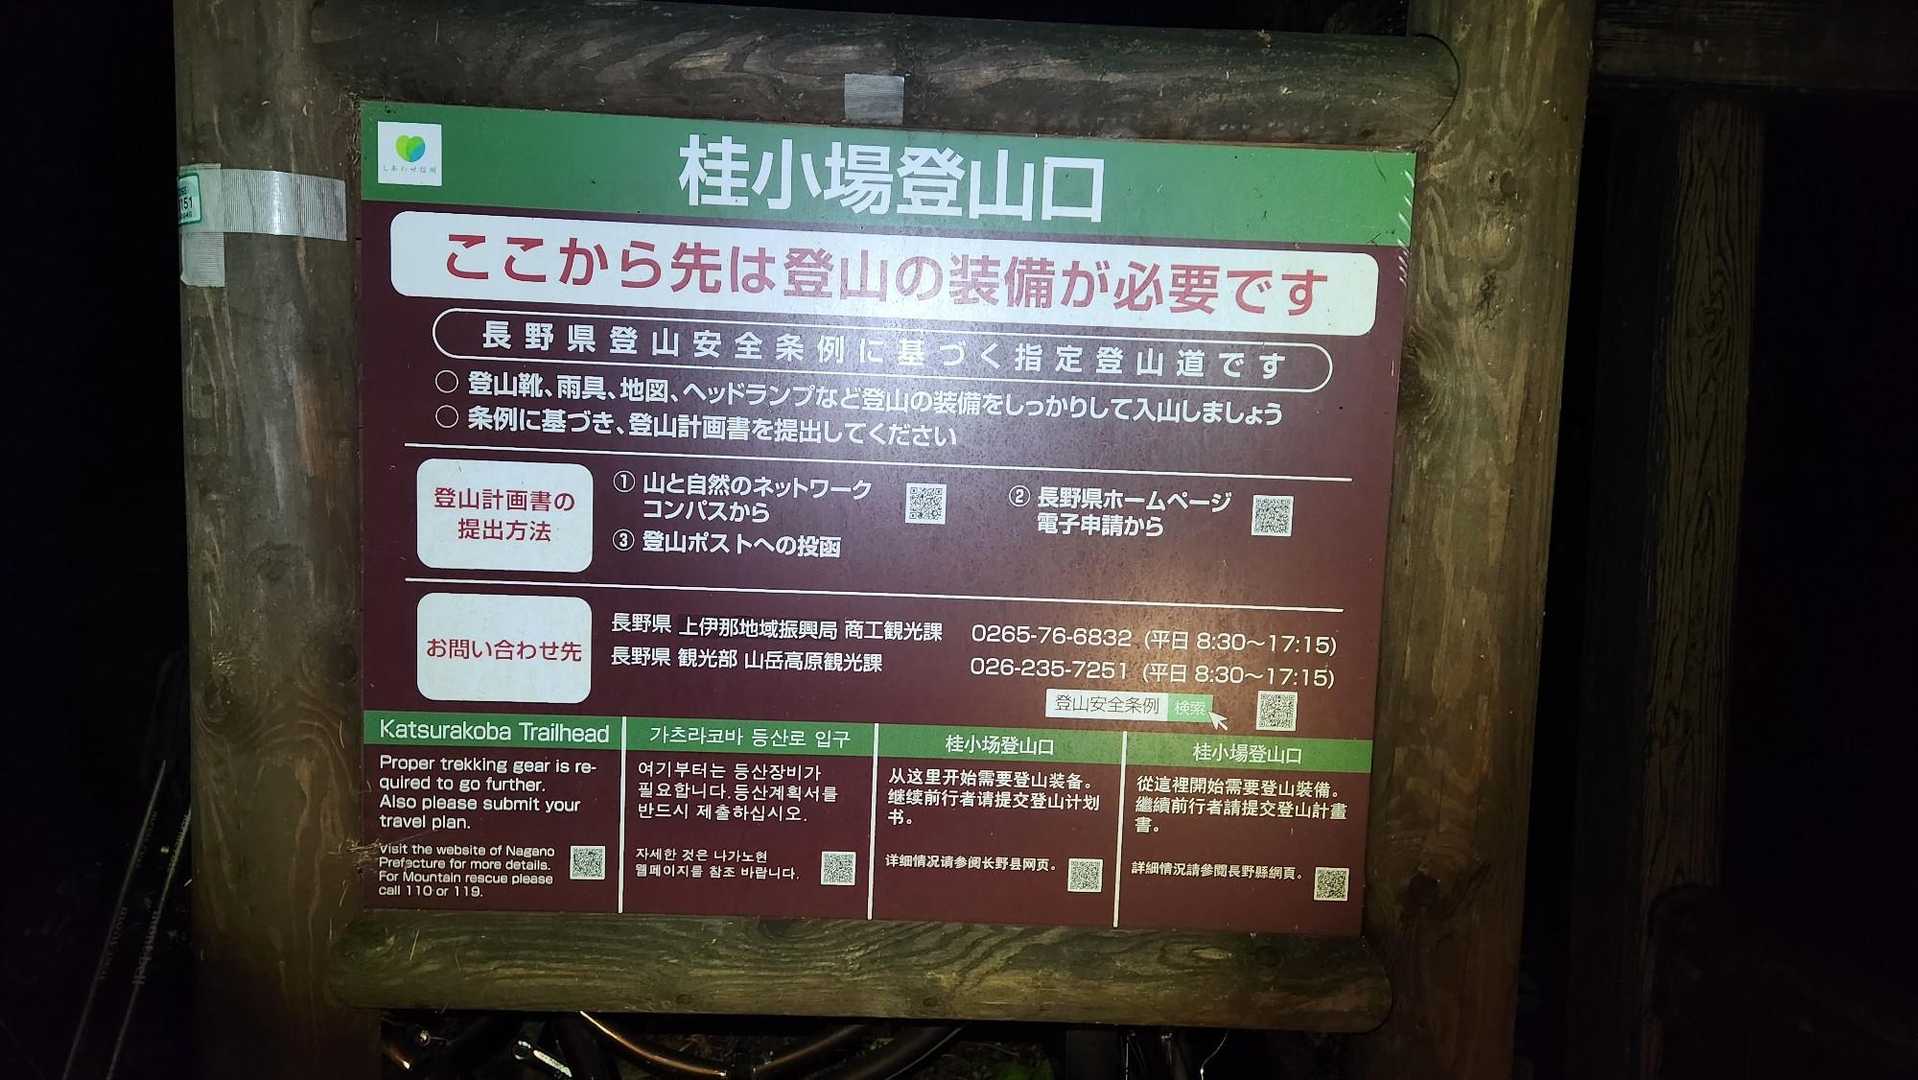 しあわせ信州
桂小場登山口
ここから先は登山の装備が必要です
長野県登山安全条例に基づく指定登山道です
○ 登山靴、雨具、地図、ヘッドランプなど登山の装備をしっかりして入山しましょう
○ 条例に基づき、登山計画書を提出してください
登山計画書の
提出方法
① 山と自然のネットワーク
コンパスから
② 長野県ホームページ
電子申請から
③ 登山ポストへの投函
お問い合わせ先
長野県 上伊那地域振興局 商工観光課 0265-76-6832 (平日 8:30～17:15)
長野県 観光部 山岳高原観光課 026-235-7251 (平日 8:30～17:15)
登山安全条例 検索
Katsurakoba Trailhead
Proper trekking gear is re-
quired to go further.
Also please submit your
travel plan.
Visit the website of Nagano
Prefecture for more details.
For Mountain rescue please
call 110 or 119.
가츠라코바 등산로 입구
여기부터는 등산장비가
필요합니다.등산계획서를
반드시 제출하십시오.
자세한 것은 나가노현
웹페이지를 참조 바랍니다.
桂小场登山口
从这里开始需要登山装备。
继续前行者请提交登山计划
书。
详细情况请参阅长野县网页。
桂小場登山口
從這裡開始需要登山裝備。
繼續前行者請提交登山計畫
書。
詳細情況請參閱長野縣網頁。